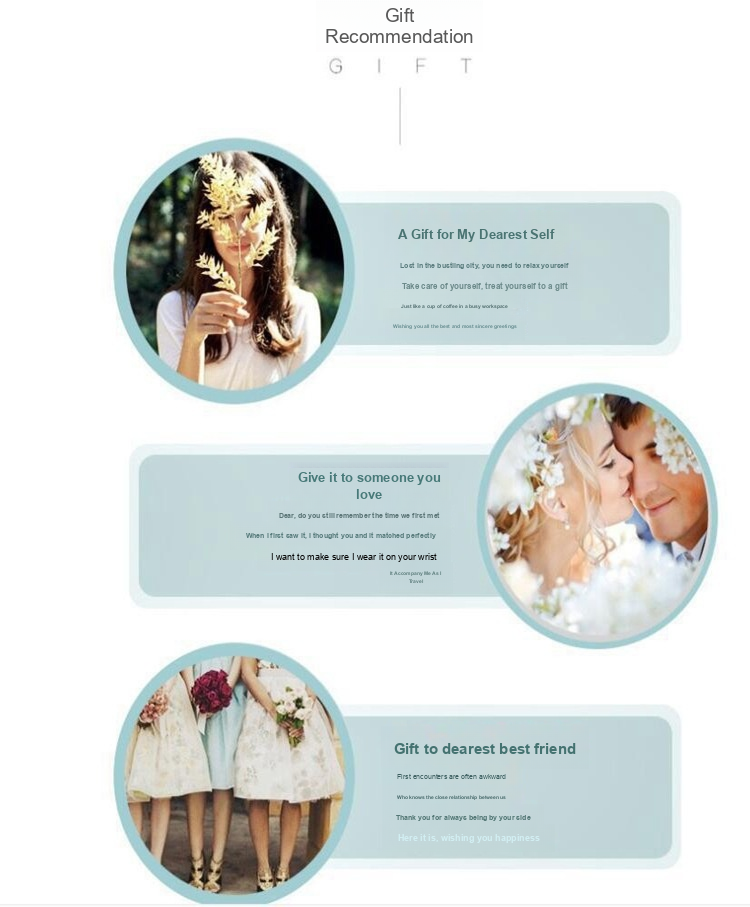 Gift
Recommendation
G I F T
A Gift for My Dearest Self
Lost in the bustling city, you need to relax yourself
Take care of yourself, treat yourself to a gift
Just like a cup of coffee in a busy workspace
Wishing you all the best and most sincere greetings
Give it to someone you
love
Dear, do you still remember the time we first met
When I first saw it, I thought you and it matched perfectly
I want to make sure I wear it on your wrist
It Accompany Me As I
Travel
Gift to dearest best friend
First encounters are often awkward
Who knows the close relationship between us
Thank you for always being by your side
Here it is, wishing you happiness